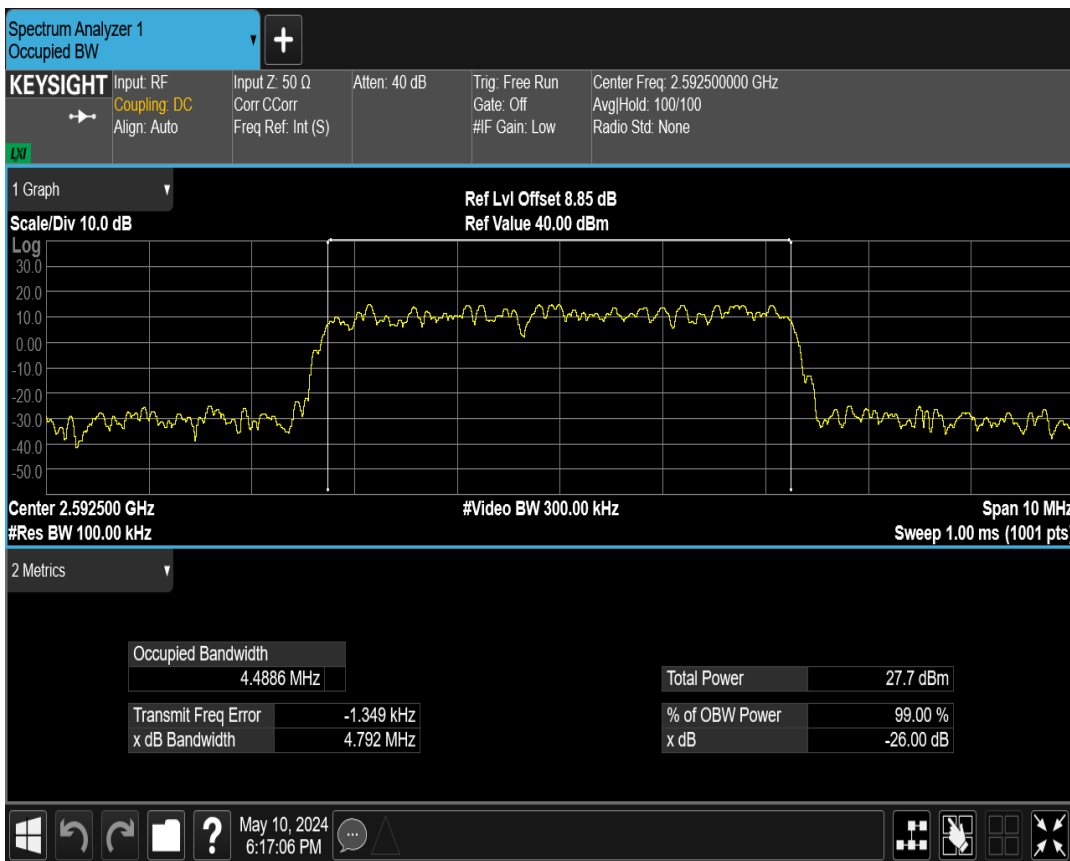 Spectrum Analyzer 1
Occupied BW
KEYSIGHT
LXI
Input: RF
Coupling: DC
Align: Auto
Input Z: 50 Ω
Corr CCorr
Freq Ref: Int (S)
Atten: 40 dB
Trig: Free Run
Gate: Off
#IF Gain: Low
Center Freq: 2.592500000 GHz
Avg|Hold: 100/100
Radio Std: None
1 Graph
Scale/Div 10.0 dB
Ref Lvl Offset 8.85 dB
Ref Value 40.00 dBm
Log
30.0
20.0
10.0
0.00
-10.0
-20.0
-30.0
-40.0
-50.0
Center 2.592500 GHz
#Res BW 100.00 kHz
#Video BW 300.00 kHz
Span 10 MHz
Sweep 1.00 ms (1001 pts)
2 Metrics
Occupied Bandwidth
4.4886 MHz
Transmit Freq Error -1.349 kHz
x dB Bandwidth 4.792 MHz
Total Power 27.7 dBm
% of OBW Power 99.00 %
x dB -26.00 dB
?
May 10, 2024
6:17:06 PM